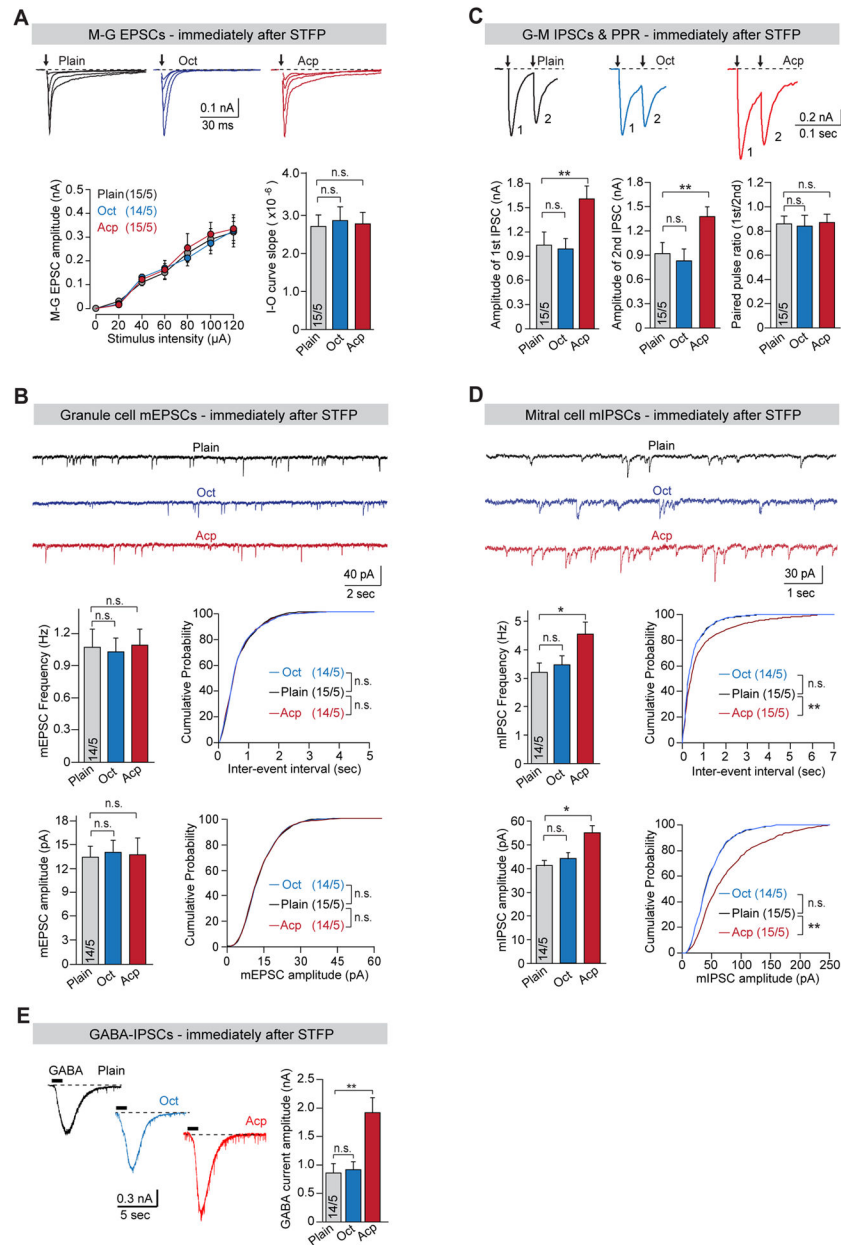 A
M-G EPSCs - immediately after STFP
Plain
Oct
Acp
0.1 nA
30 ms
M-G EPSC amplitude (nA)
0.5
0.4
0.3
0.2
0.1
0.0
Plain (15/5)
Oct (14/5)
Acp (15/5)
0 20 40 60 80 100 120
Stimulus intensity (µA)
I-O curve slope ( x10⁻⁶)
6.0
4.0
2.0
0.0
n.s.
n.s.
15/5
Plain
Oct
Acp
C
G-M IPSCs & PPR - immediately after STFP
Plain
Oct
Acp
1
2
1
2
1
2
0.2 nA
0.1 sec
Amplitude of 1st IPSC (nA)
1.8
1.5
1.2
0.9
0.6
0.3
0
**
n.s.
15/5
Plain
Oct
Acp
Amplitude of 2nd IPSC (nA)
1.8
1.5
1.2
0.9
0.6
0.3
0
**
n.s.
15/5
Plain
Oct
Acp
Paired pulse ratio (1st/2nd)
1.2
1.0
0.8
0.6
0.4
0.2
0
n.s.
n.s.
15/5
Plain
Oct
Acp
B
Granule cell mEPSCs - immediately after STFP
Plain
Oct
Acp
40 pA
2 sec
mEPSC Frequency (Hz)
1.2
0.9
0.6
0.3
0
n.s.
n.s.
14/5
Plain
Oct
Acp
Cumulative Probability
100
80
60
40
20
0
Oct (14/5)
Plain (15/5)
Acp (14/5)
n.s.
n.s.
0 1 2 3 4 5
Inter-event interval (sec)
mEPSC amplitude (pA)
18
15
12
9
6
3
0
n.s.
n.s.
14/5
Plain
Oct
Acp
Cumulative Probability
100
80
60
40
20
0
Oct (14/5)
Plain (15/5)
Acp (14/5)
n.s.
n.s.
0 15 30 45 60
mEPSC amplitude (pA)
D
Mitral cell mIPSCs - immediately after STFP
Plain
Oct
Acp
30 pA
1 sec
mIPSC Frequency (Hz)
5
4
3
2
1
0
*
n.s.
14/5
Plain
Oct
Acp
Cumulative Probability
100
80
60
40
20
0
Oct (14/5)
Plain (15/5)
Acp (15/5)
n.s.
**
0 1 2 3 4 5 6 7
Inter-event interval (sec)
mIPSC amplitude (pA)
60
50
40
30
20
10
0
*
n.s.
14/5
Plain
Oct
Acp
Cumulative Probability
100
80
60
40
20
0
Oct (14/5)
Plain (15/5)
Acp (15/5)
n.s.
**
0 50 100 150 200 250
mIPSC amplitude (pA)
E
GABA-IPSCs - immediately after STFP
GABA
Plain
Oct
Acp
0.3 nA
5 sec
GABA current amplitude (nA)
2.5
2.0
1.5
1.0
0.5
0
**
n.s.
14/5
Plain
Oct
Acp